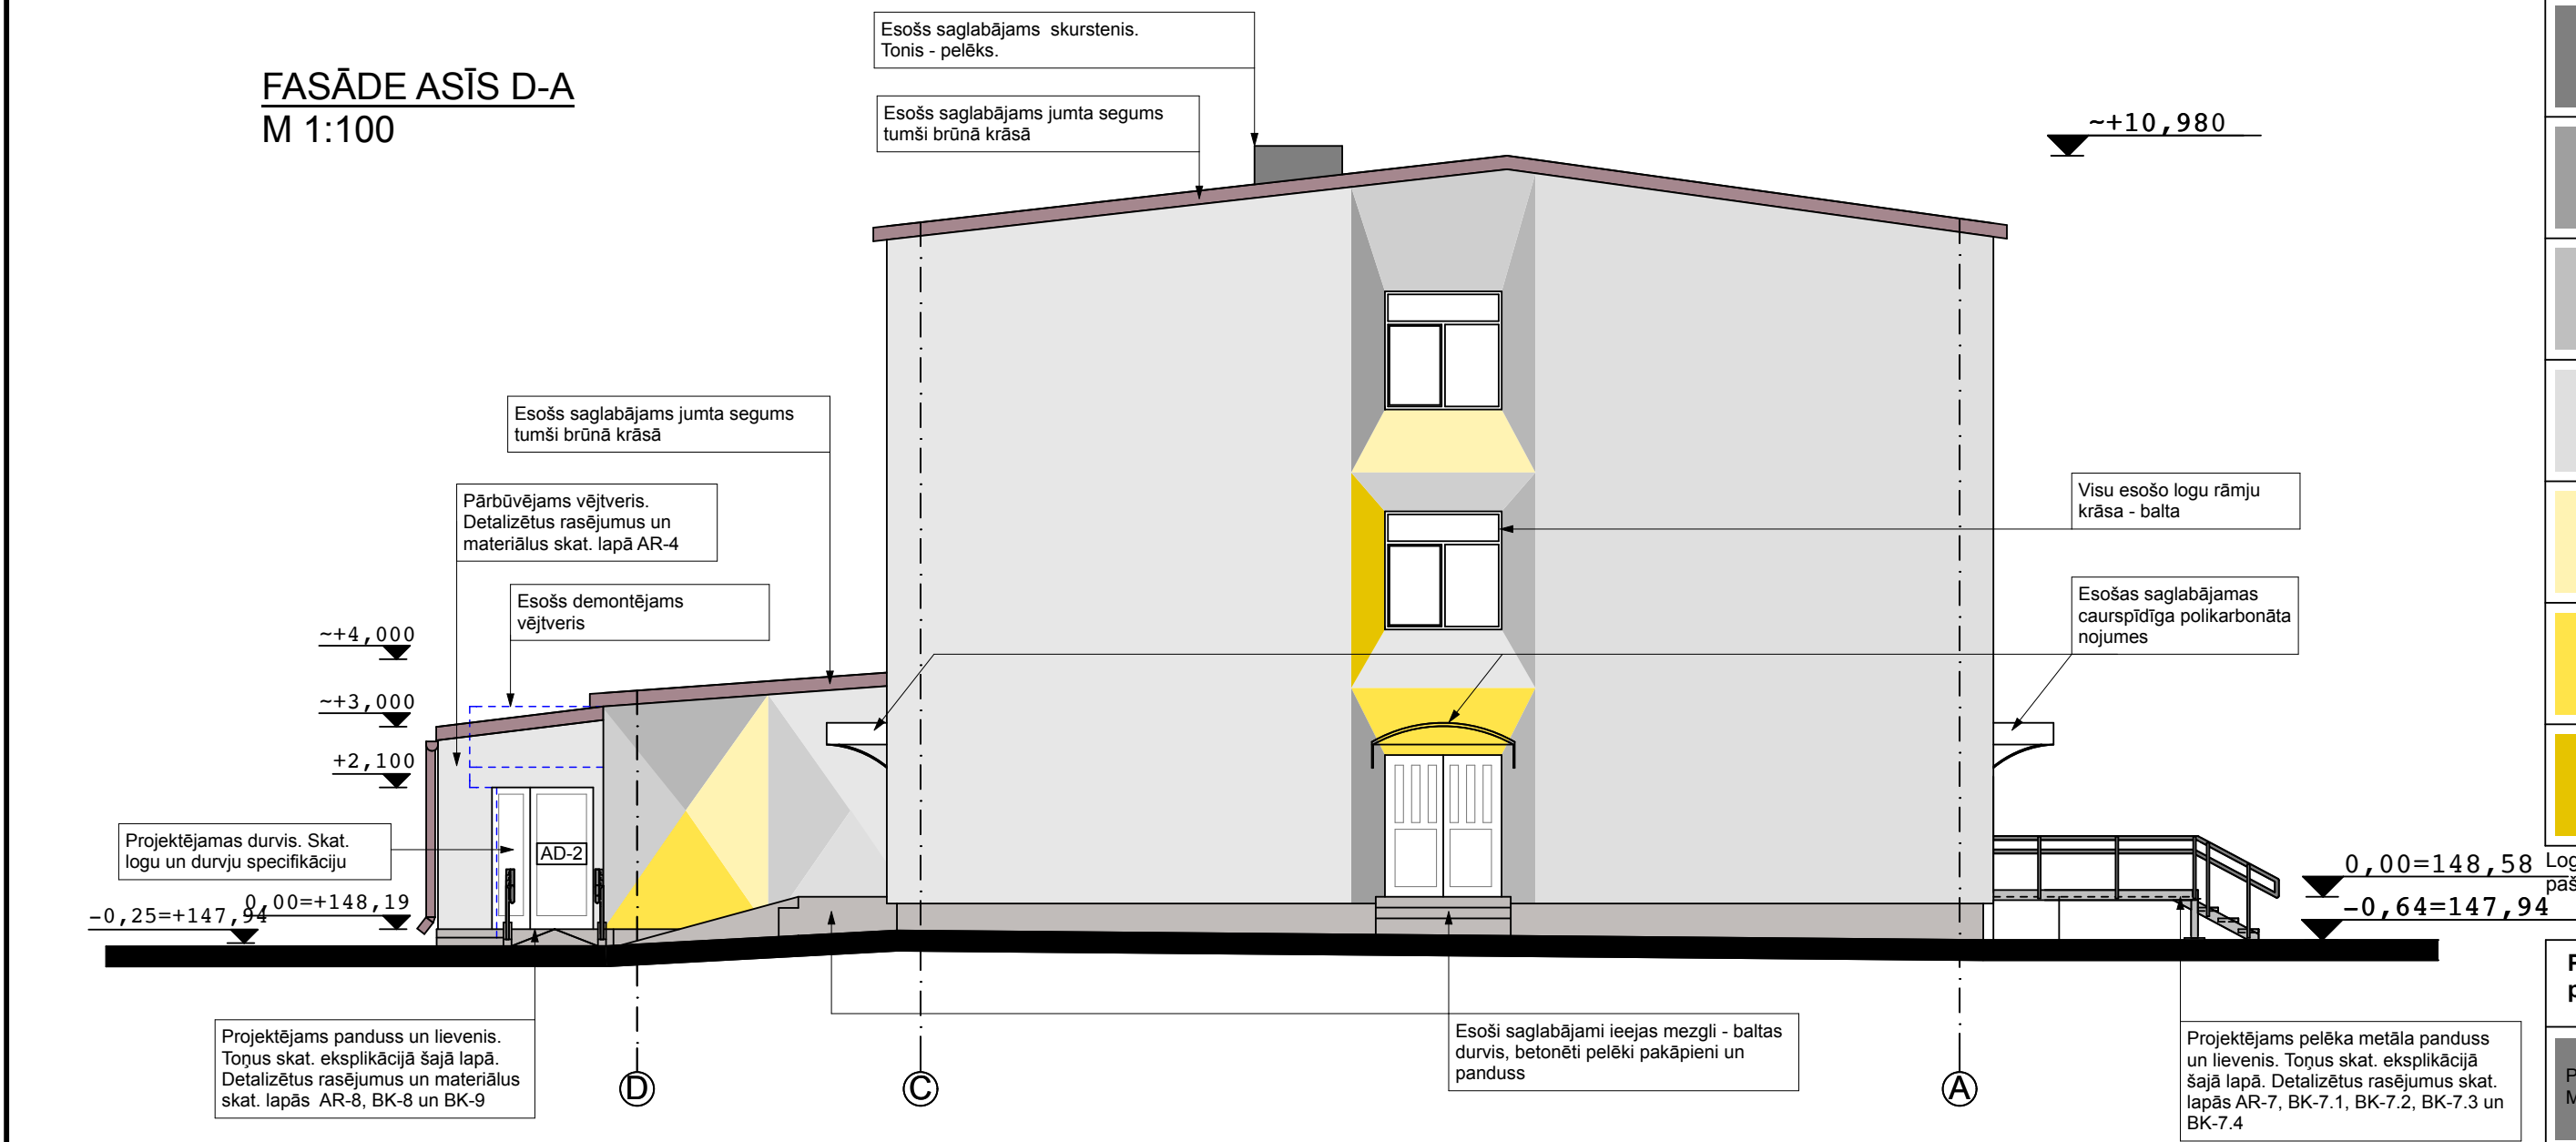 FASĀDE ASĪS D-A
M 1:100
Esošs saglabājams skurstenis.
Tonis - pelēks.
Esošs saglabājams jumta segums
tumši brūnā krāsā
~+10,980
Esošs saglabājams jumta segums
tumši brūnā krāsā
Pārbūvējams vējtveris.
Detalizētus rasējumus un
materiālus skat. lapā AR-4
Esošs demontējams
vējtveris
Visu esošo logu rāmju
krāsa - balta
Esošas saglabājamas
caurspīdīga polikarbonāta
nojumes
~+4,000
~+3,000
+2,100
Projektējamas durvis. Skat.
logu un durvju specifikāciju
AD-2
0,00=+148,19
-0,25=+147,94
0,00=148,58
-0,64=147,94
Projektējams panduss un lievenis.
Toņus skat. eksplikācijā šajā lapā.
Detalizētus rasējumus un materiālus
skat. lapās AR-8, BK-8 un BK-9
Esoši saglabājami ieejas mezgli - baltas
durvis, betonēti pelēki pakāpieni un
panduss
Projektējams pelēka metāla panduss
un lievenis. Toņus skat. eksplikācijā
šajā lapā. Detalizētus rasējumus skat.
lapās AR-7, BK-7.1, BK-7.2, BK-7.3 un
BK-7.4
D
C
A